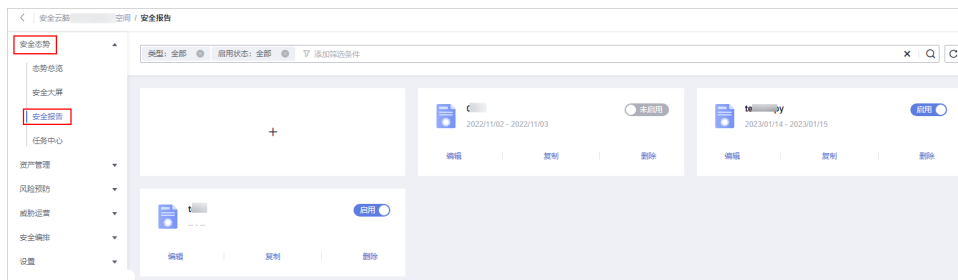 安全云脑 空间 / 安全报告
安全态势
态势总览
安全大屏
安全报告
任务中心
资产管理
风险预防
威胁运营
安全编排
设置
类型: 全部 启用状态: 全部 添加筛选条件
未启用
2022/11/02 - 2022/11/03
编辑 复制 删除
te py 启用
2023/01/14 - 2023/01/15
编辑 复制 删除
t 启用
-- - --
编辑 复制 删除